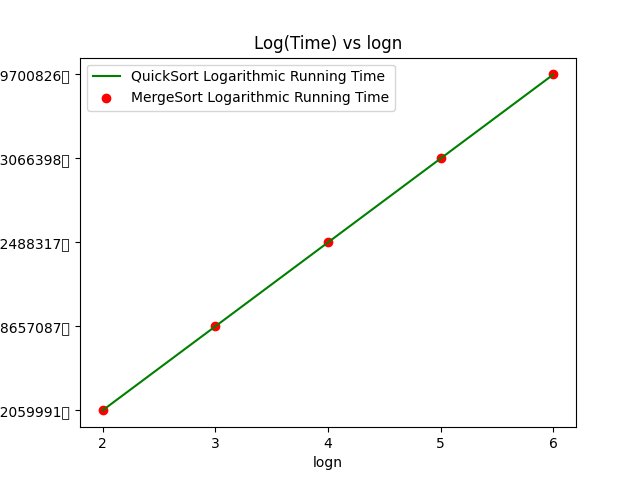 Log(Time) vs logn
QuickSort Logarithmic Running Time
MergeSort Logarithmic Running Time
9700826
3066398
2488317
8657087
2059991
2 3 4 5 6
logn